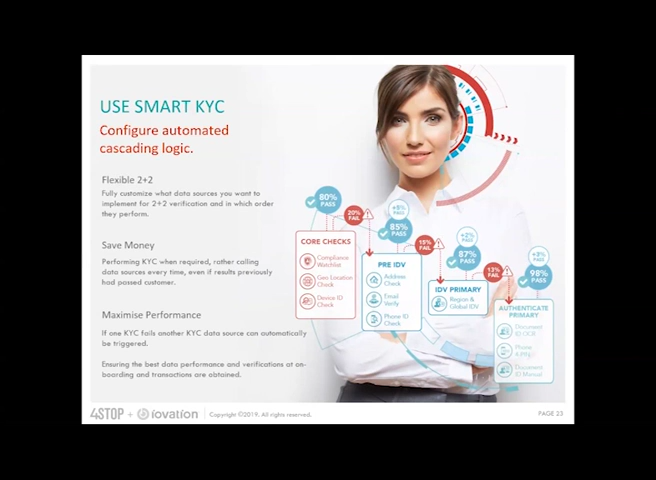 USE SMART KYC
Configure automated
cascading logic.
Flexible 2+2
Fully customize what data sources you want to
implement for 2+2 verification and in which order
they perform.
Save Money
Performing KYC when required, rather calling
data sources every time, even if results previously
had passed customer.
Maximise Performance
If one KYC fails another KYC data source can automatically
be triggered.
Ensuring the best data performance and verifications at on-
boarding and transactions are obtained.
80%
PASS
20%
FAIL
CORE CHECKS
Compliance
Watchlist
Geo Location
Check
Device ID
Check
+5%
PASS
85%
PASS
15%
FAIL
PRE IDV
Address
Check
Email
Verify
Phone ID
Check
+2%
PASS
87%
PASS
13%
FAIL
IDV PRIMARY
Region &
Global IDV
PASS
98%
PASS
AUTHENTICATE
PRIMARY
Document
ID OCR
Phone
Document
ID Manual
4STOP + iovation
Copyright ©2019. All rights reserved.
PAGE 23